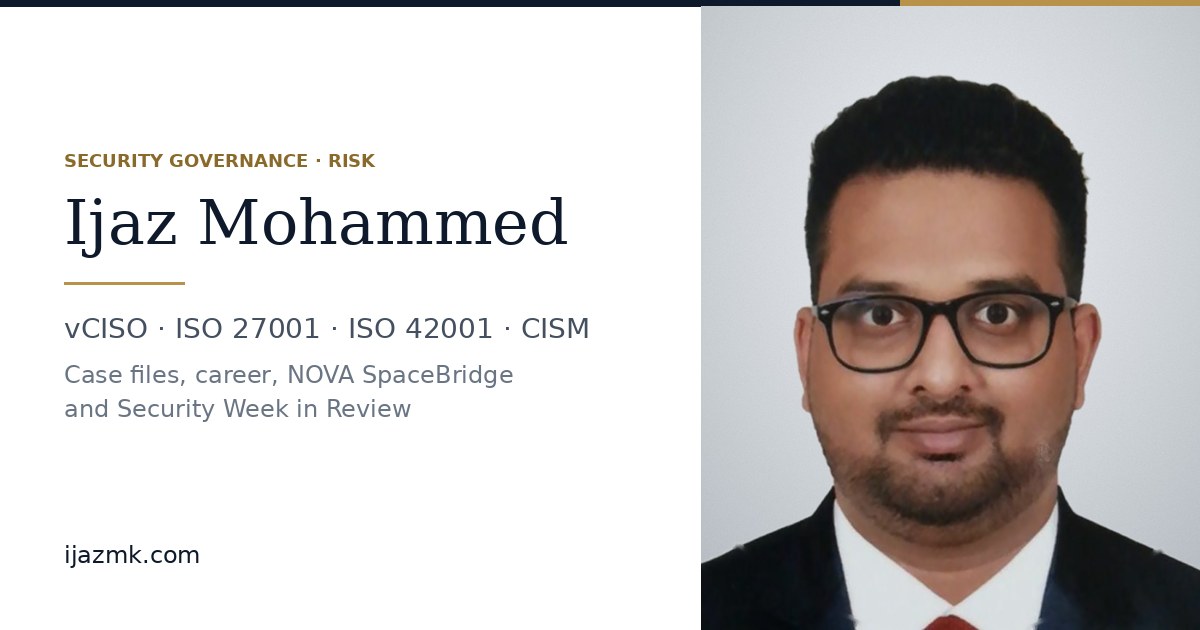 SECURITY GOVERNANCE · RISK
Ijaz Mohammed
vCISO · ISO 27001 · ISO 42001 · CISM
Case files, career, NOVA SpaceBridge
and Security Week in Review
ijazmk.com